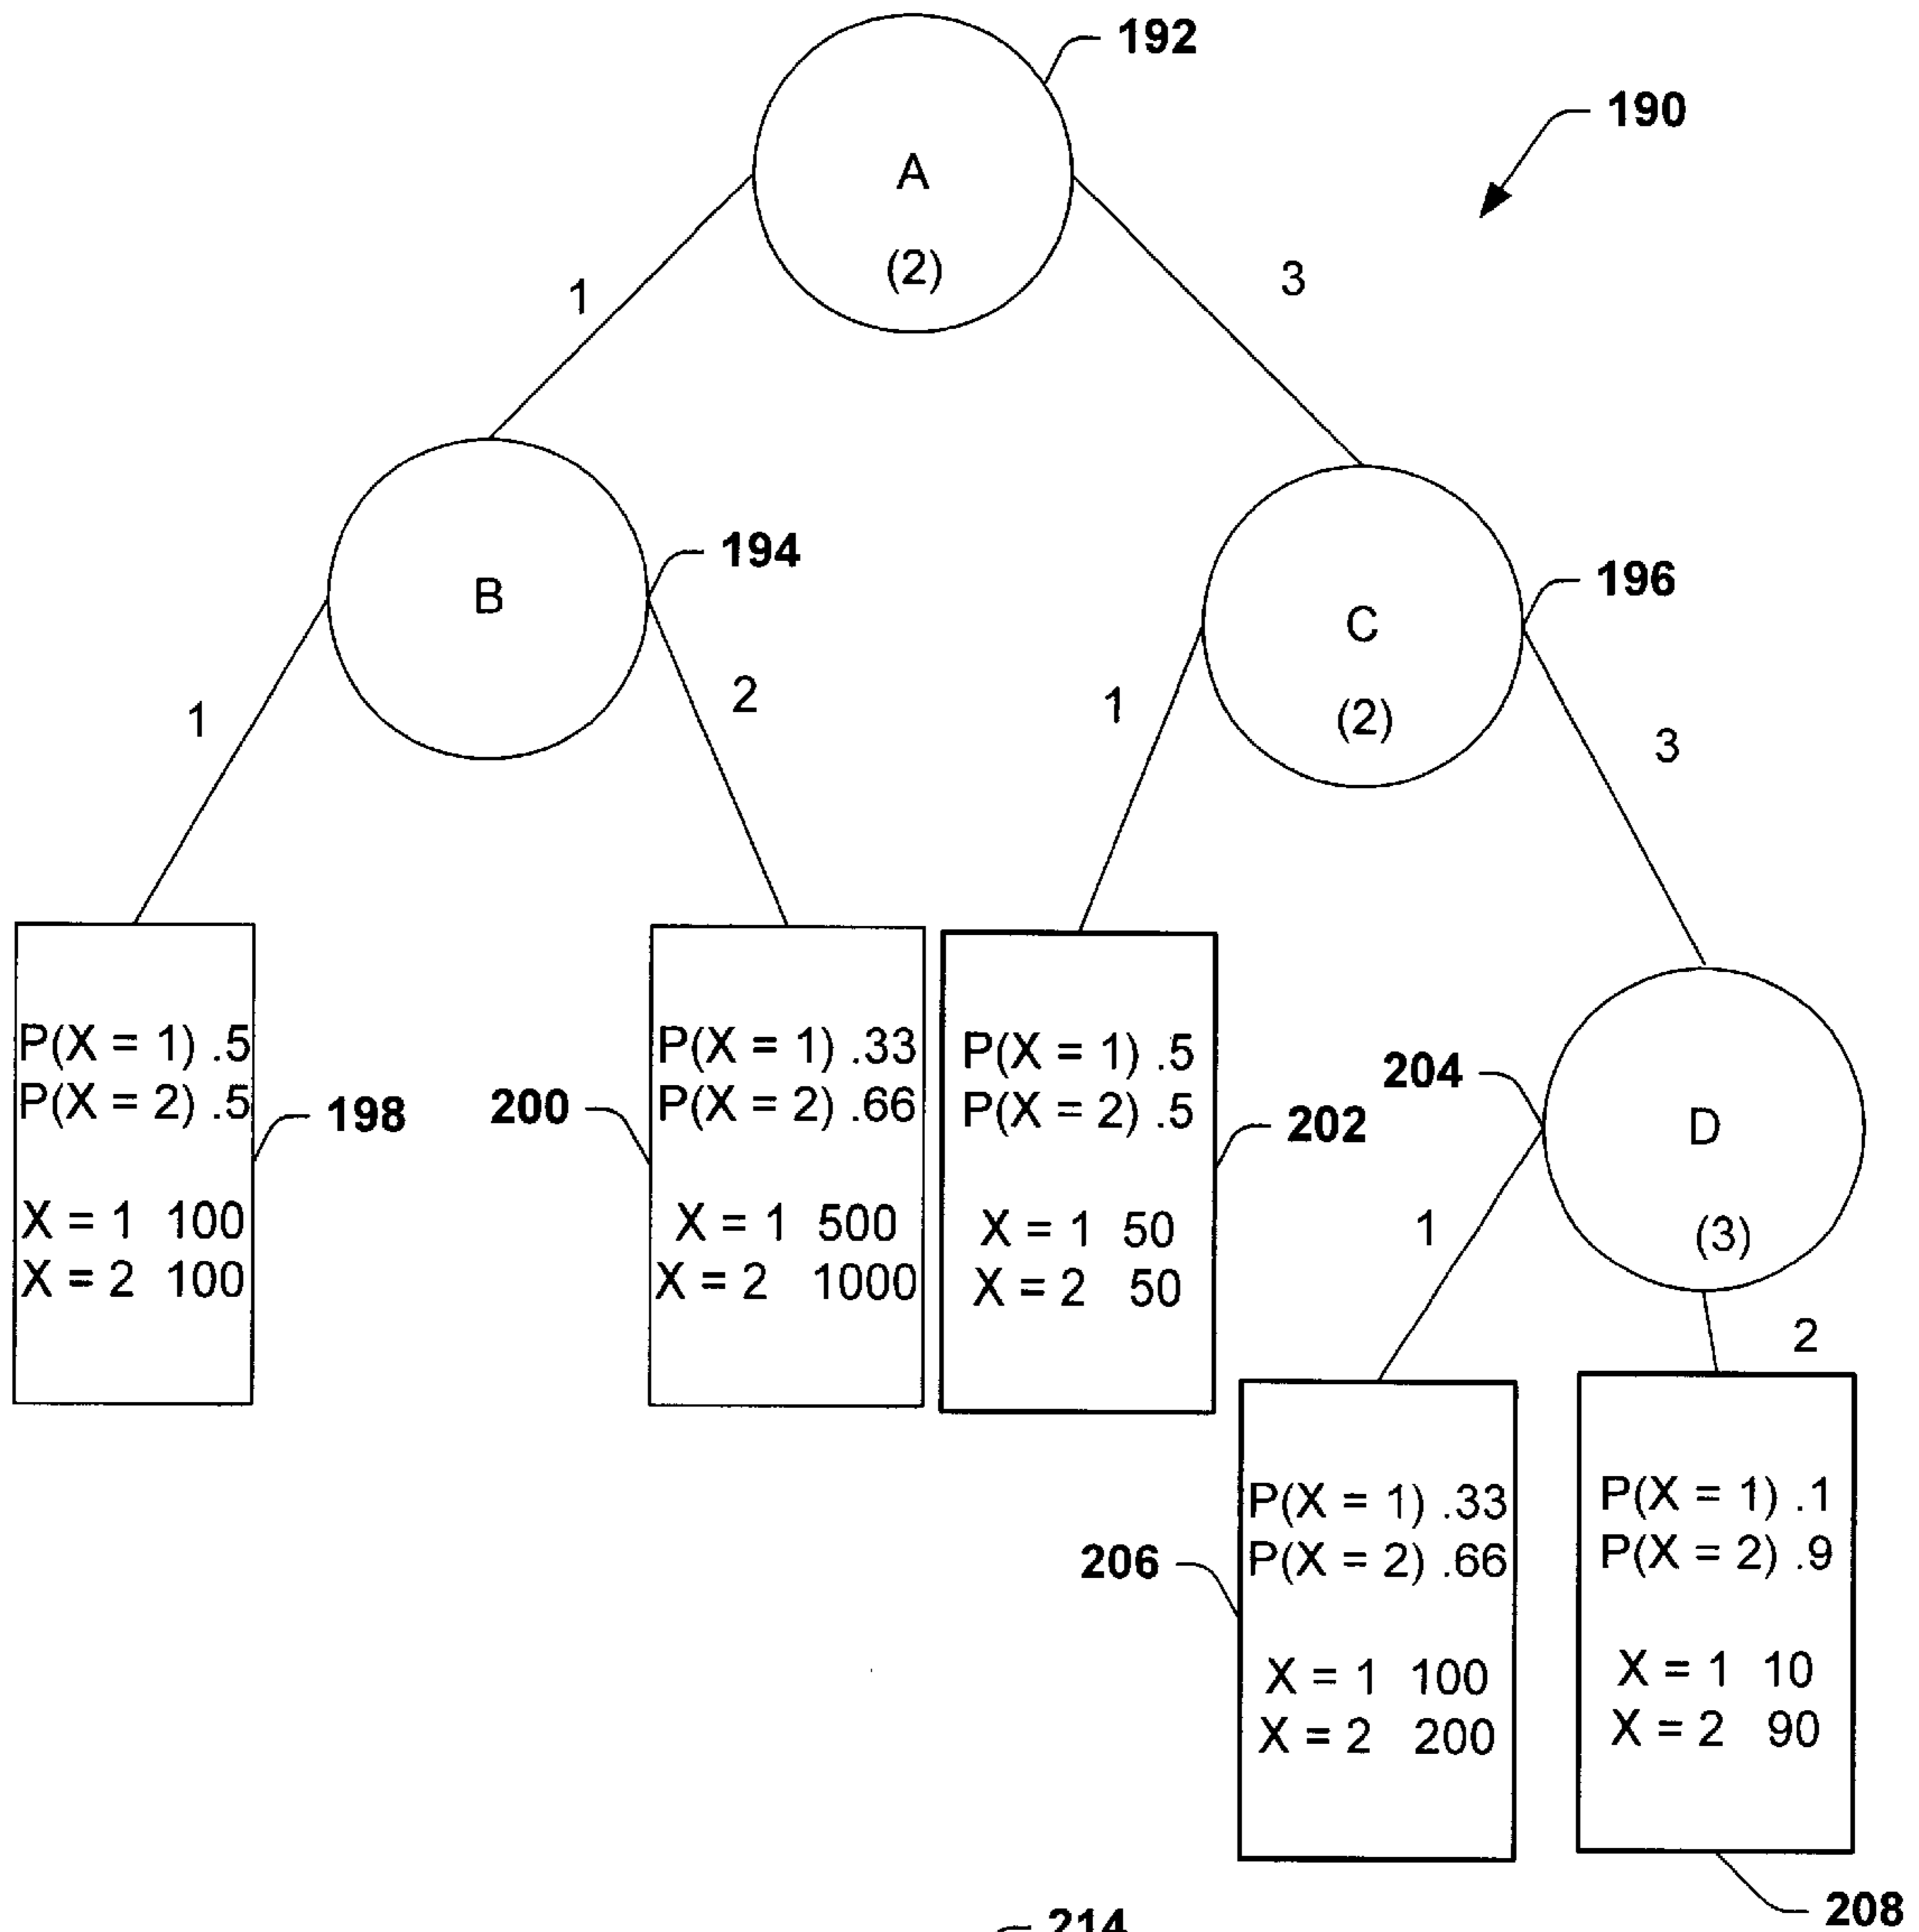 192
190
A
(2)
1
3
194
B
196
C
(2)
1
2
1
3
P(X = 1) .5
P(X = 2) .5
X = 1 100
X = 2 100
198
200
P(X = 1) .33
P(X = 2) .66
X = 1 500
X = 2 1000
P(X = 1) .5
P(X = 2) .5
X = 1 50
X = 2 50
202
204
D
(3)
1
2
206
P(X = 1) .33
P(X = 2) .66
X = 1 100
X = 2 200
P(X = 1) .1
P(X = 2) .9
X = 1 10
X = 2 90
208
214